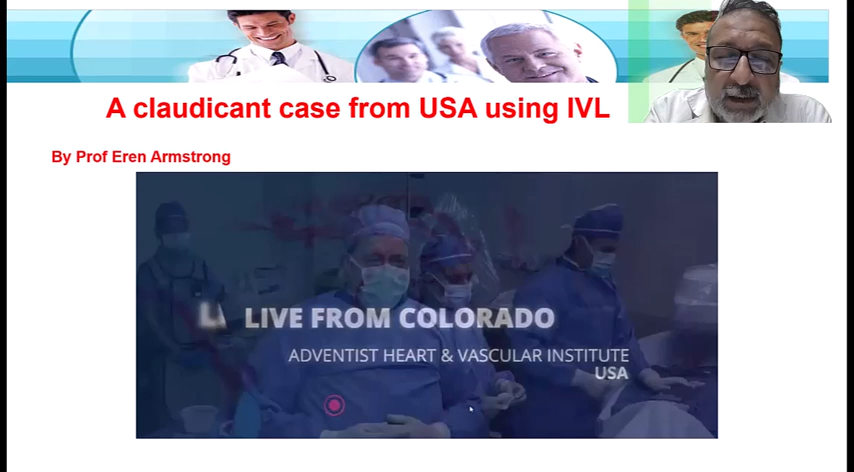 A claudicant case from USA using IVL
By Prof Eren Armstrong
LIVE FROM COLORADO
ADVENTIST HEART & VASCULAR INSTITUTE
USA